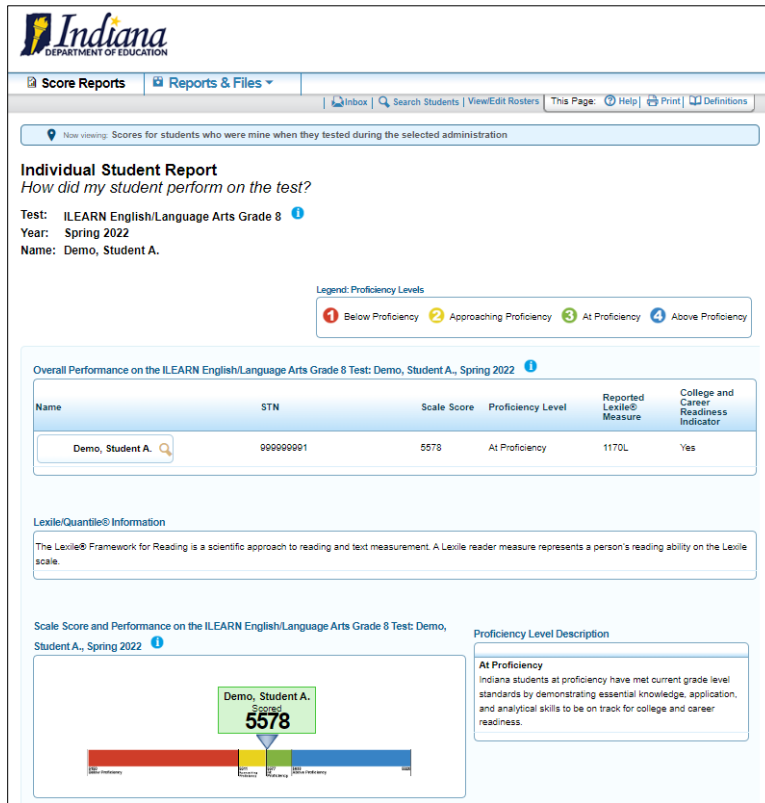 Indiana
DEPARTMENT OF EDUCATION
Score Reports
Reports & Files
Inbox | Search Students | View/Edit Rosters | This Page: Help | Print | Definitions
Now viewing: Scores for students who were mine when they tested during the selected administration
Individual Student Report
How did my student perform on the test?
Test: ILEARN English/Language Arts Grade 8
Year: Spring 2022
Name: Demo, Student A.
Legend: Proficiency Levels
1 Below Proficiency 2 Approaching Proficiency 3 At Proficiency 4 Above Proficiency
Overall Performance on the ILEARN English/Language Arts Grade 8 Test: Demo, Student A., Spring 2022
Name STN Scale Score Proficiency Level Reported Lexile® Measure College and Career Readiness Indicator
Demo, Student A. 999999991 5578 At Proficiency 1170L Yes
Lexile/Quantile® Information
The Lexile® Framework for Reading is a scientific approach to reading and text measurement. A Lexile reader measure represents a person's reading ability on the Lexile
scale.
Scale Score and Performance on the ILEARN English/Language Arts Grade 8 Test: Demo,
Student A., Spring 2022
Demo, Student A.
Scored
5578
Below Proficiency
Approaching Proficiency
At Proficiency
Above Proficiency
Proficiency Level Description
At Proficiency
Indiana students at proficiency have met current grade level
standards by demonstrating essential knowledge, application,
and analytical skills to be on track for college and career
readiness.